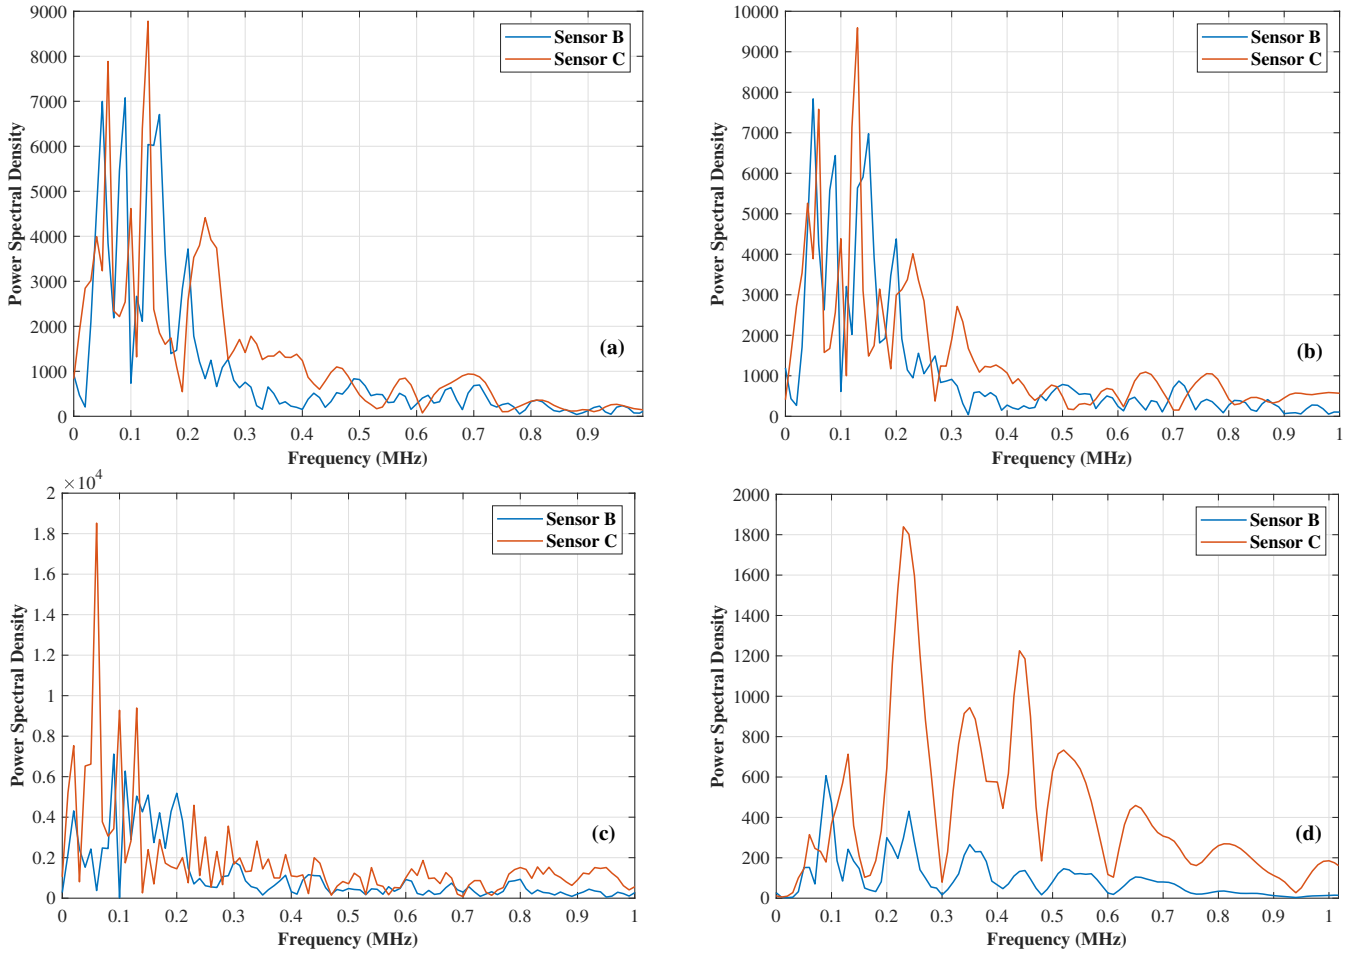 9000
8000
7000
6000
5000
4000
3000
2000
1000
0
Power Spectral Density
Sensor B
Sensor C
(a)
0 0.1 0.2 0.3 0.4 0.5 0.6 0.7 0.8 0.9
Frequency (MHz)
10000
9000
8000
7000
6000
5000
4000
3000
2000
1000
0
Power Spectral Density
Sensor B
Sensor C
(b)
0 0.1 0.2 0.3 0.4 0.5 0.6 0.7 0.8 0.9 1
Frequency (MHz)
×10⁴
2
1.8
1.6
1.4
1.2
1
0.8
0.6
0.4
0.2
0
Power Spectral Density
Sensor B
Sensor C
(c)
0 0.1 0.2 0.3 0.4 0.5 0.6 0.7 0.8 0.9 1
Frequency (MHz)
2000
1800
1600
1400
1200
1000
800
600
400
200
0
Power Spectral Density
Sensor B
Sensor C
(d)
0 0.1 0.2 0.3 0.4 0.5 0.6 0.7 0.8 0.9 1
Frequency (MHz)